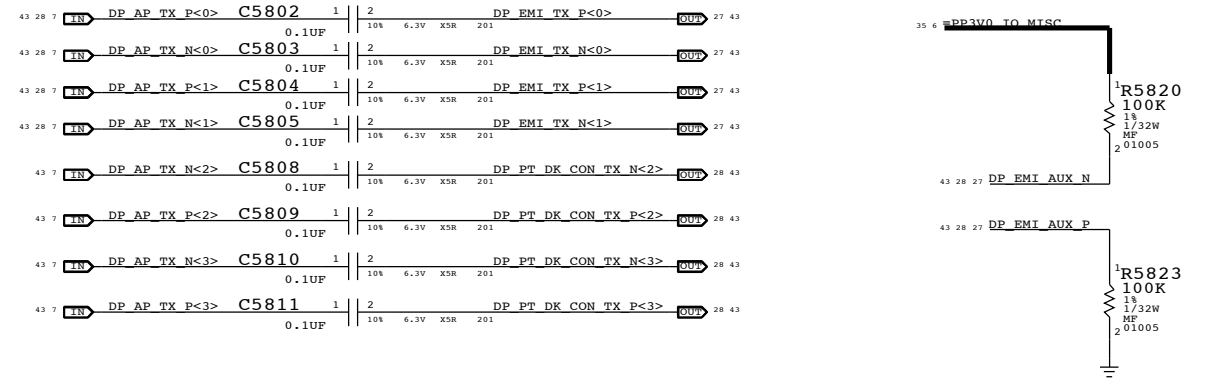 43 28 7 IN DP_AP_TX_P<0> C5802 1 2 DP_EMI_TX_P<0> OUT 27 43
0.1UF 10% 6.3V X5R 201
43 28 7 IN DP_AP_TX_N<0> C5803 1 2 DP_EMI_TX_N<0> OUT 27 43
0.1UF 10% 6.3V X5R 201
43 28 7 IN DP_AP_TX_P<1> C5804 1 2 DP_EMI_TX_P<1> OUT 27 43
0.1UF 10% 6.3V X5R 201
43 28 7 IN DP_AP_TX_N<1> C5805 1 2 DP_EMI_TX_N<1> OUT 27 43
0.1UF 10% 6.3V X5R 201
43 7 IN DP_AP_TX_N<2> C5808 1 2 DP_PT_DK_CON_TX_N<2> OUT 28 43
0.1UF 10% 6.3V X5R 201
43 7 IN DP_AP_TX_P<2> C5809 1 2 DP_PT_DK_CON_TX_P<2> OUT 28 43
0.1UF 10% 6.3V X5R 201
43 7 IN DP_AP_TX_N<3> C5810 1 2 DP_PT_DK_CON_TX_N<3> OUT 28 43
0.1UF 10% 6.3V X5R 201
43 7 IN DP_AP_TX_P<3> C5811 1 2 DP_PT_DK_CON_TX_P<3> OUT 28 43
0.1UF 10% 6.3V X5R 201
35 6 =PP3V0_IO_MISC
1 R5820
100K
1%
1/32W
MF
2 01005
43 28 27 DP_EMI_AUX_N
43 28 27 DP_EMI_AUX_P
1 R5823
100K
1%
1/32W
MF
2 01005